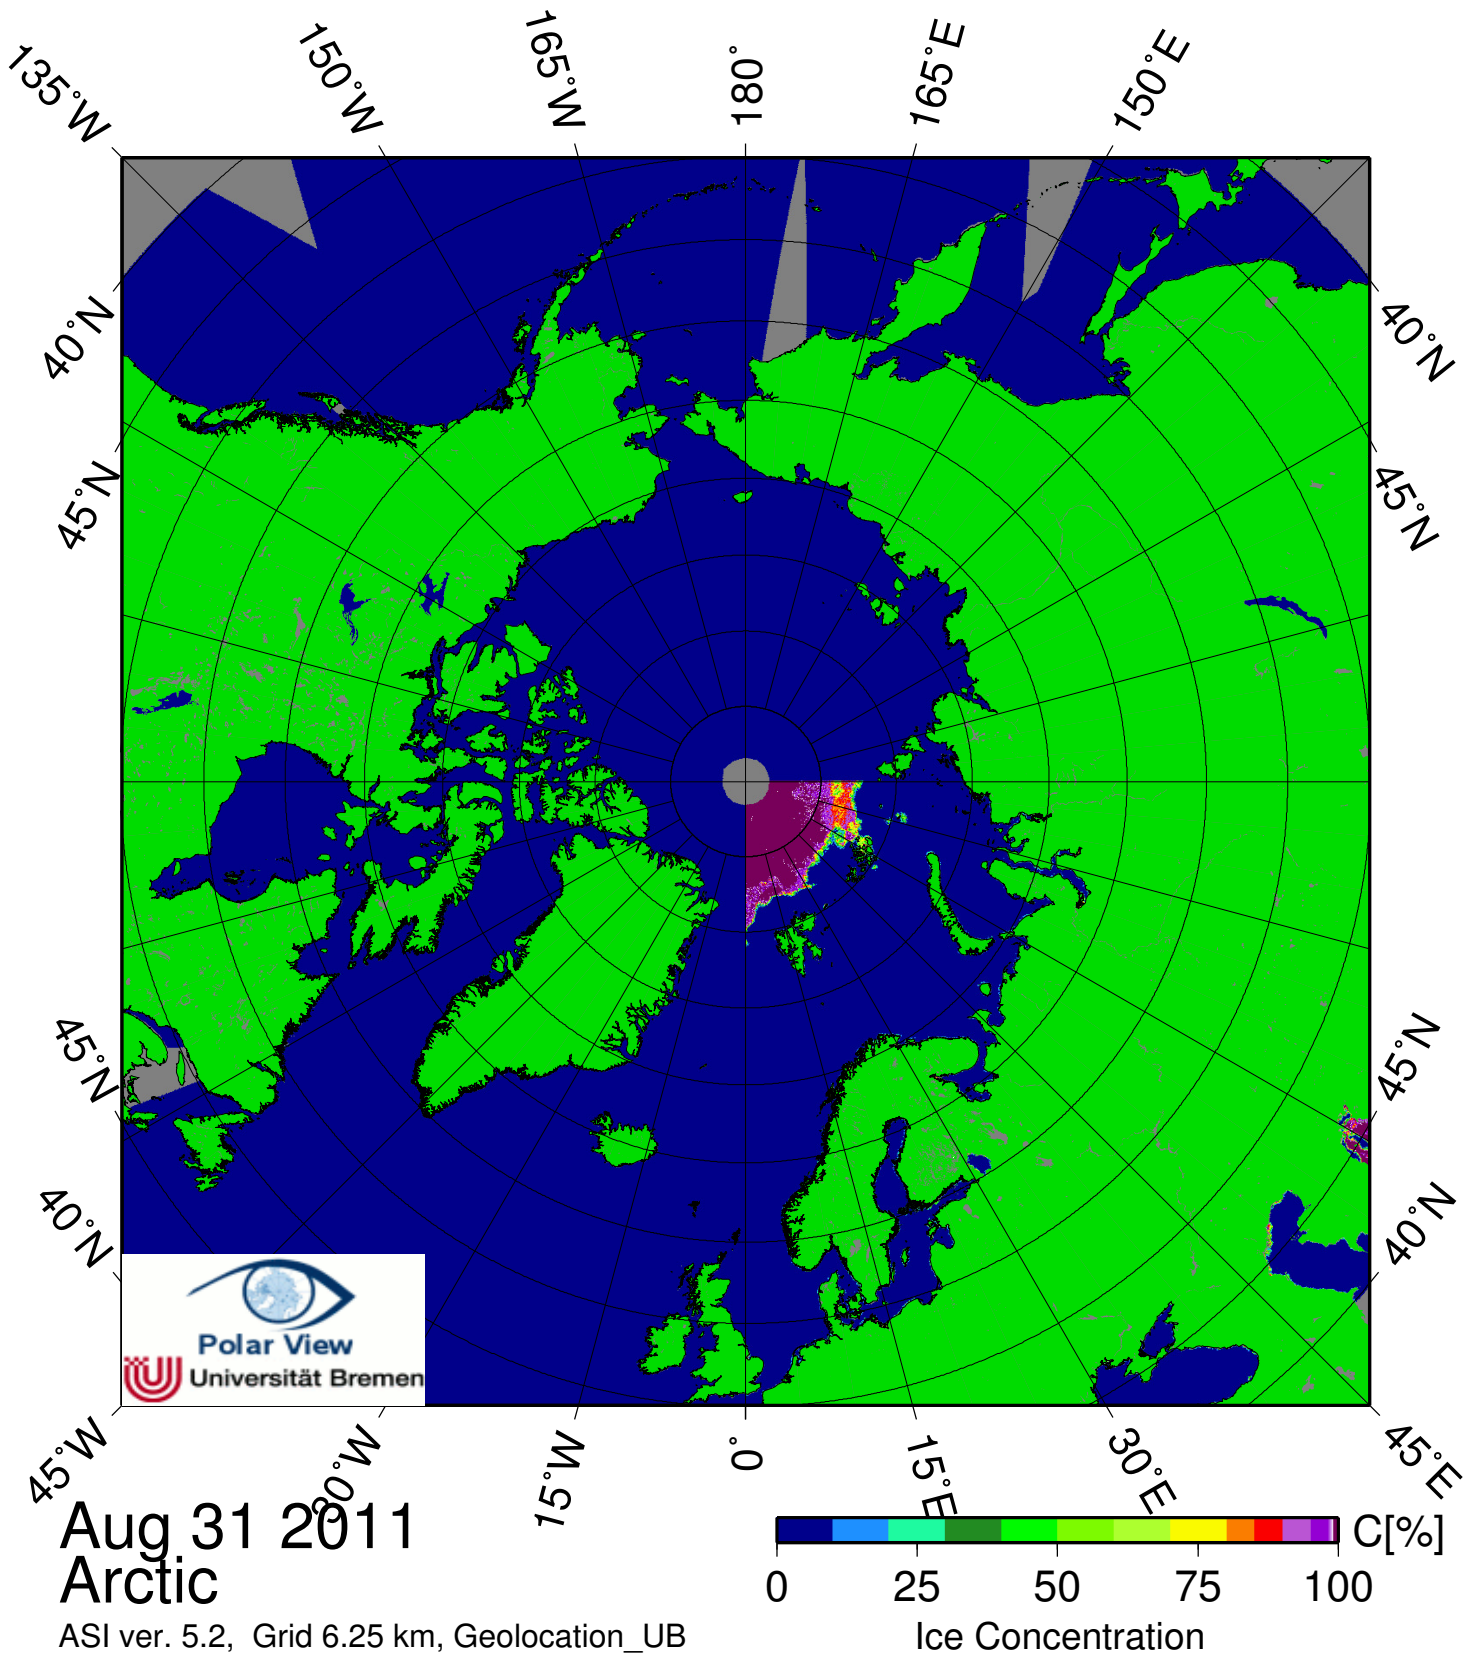 135°W
150°W
165°W
180°
165°E
150°E
40°N
45°N
40°N
45°N
45°N
40°N
45°N
40°N
Polar View
Universität Bremen
45°W
30°W
15°W
0°
15°E
30°E
45°E
Aug 31 2011
Arctic
ASI ver. 5.2, Grid 6.25 km, Geolocation_UB
C[%]
0 25 50 75 100
Ice Concentration